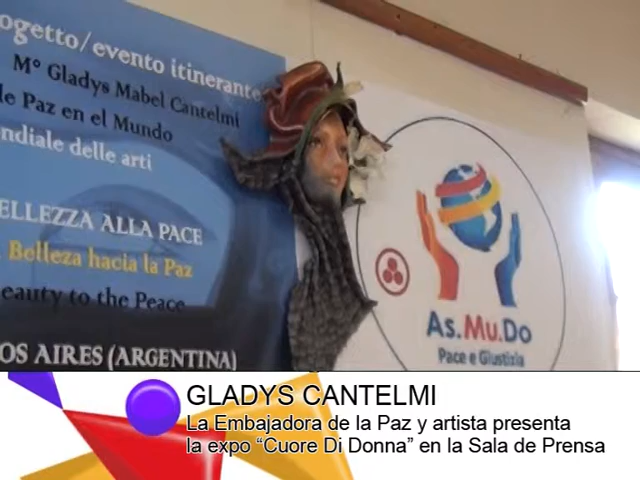 ogetto/evento itinerante
Mº Gladys Mabel Cantelmi
de Paz en el Mundo
ndiale delle arti
ELLEZZA ALLA PACE
Belleza hacia la Paz
eauty to the Peace
OS AIRES (ARGENTINA)
As.Mu.Do
Pace e Giustizia
GLADYS CANTELMI
La Embajadora de la Paz y artista presenta
la expo “Cuore Di Donna” en la Sala de Prensa